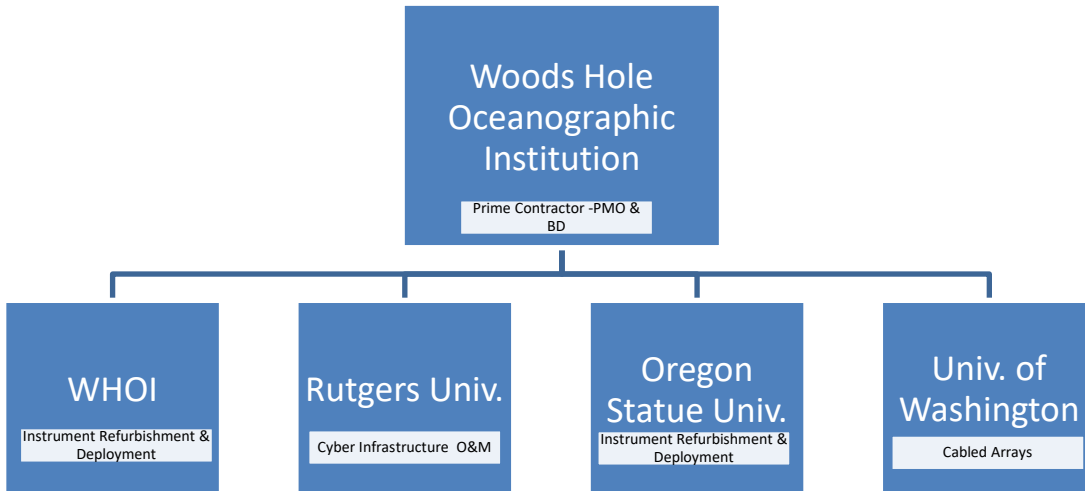 Woods Hole
Oceanographic
Institution
Prime Contractor -PMO &
BD
WHOI
Instrument Refurbishment &
Deployment
Rutgers Univ.
Cyber Infrastructure O&M
Oregon
Statue Univ.
Instrument Refurbishment &
Deployment
Univ. of
Washington
Cabled Arrays